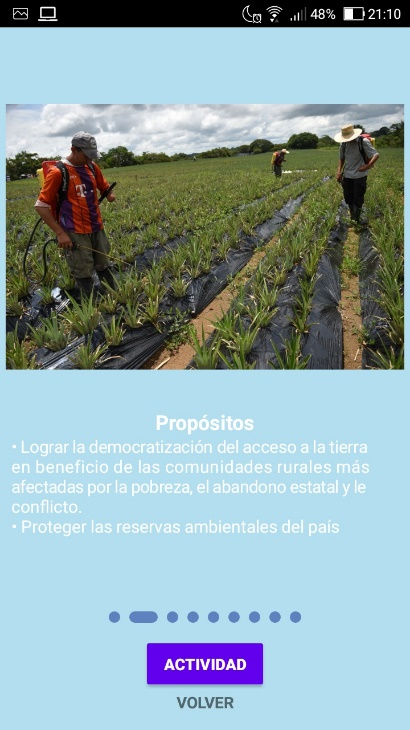 48% 21:10
T
Propósitos
• Lograr la democratización del acceso a la tierra
en beneficio de las comunidades rurales más
afectadas por la pobreza, el abandono estatal y le
conflicto.
• Proteger las reservas ambientales del país
ACTIVIDAD
VOLVER